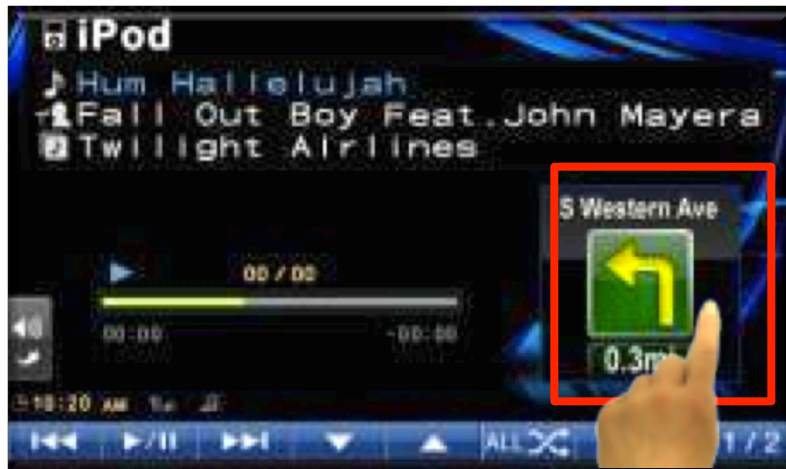 iPod
Hum Hallelujah
Fall Out Boy Feat.John Mayera
Twilight Airlines
S Western Ave
00 / 00
00:00
-00:00
0.3mi
10:20 AM
ALL
1 / 2